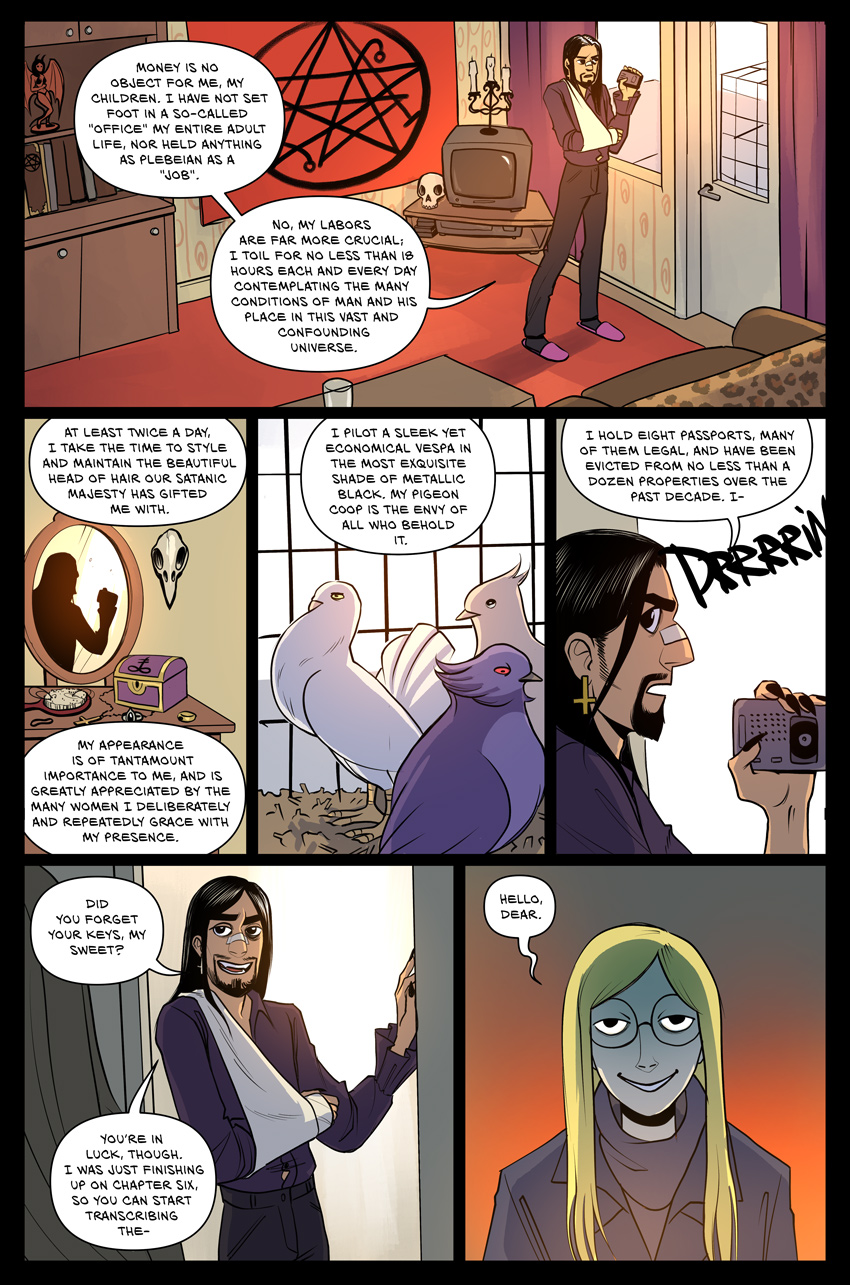 MONEY IS NO
OBJECT FOR ME, MY
CHILDREN. I HAVE NOT SET
FOOT IN A SO-CALLED
"OFFICE" MY ENTIRE ADULT
LIFE, NOR HELD ANYTHING
AS PLEBEIAN AS A
"JOB".
NO, MY LABORS
ARE FAR MORE CRUCIAL;
I TOIL FOR NO LESS THAN 18
HOURS EACH AND EVERY DAY
CONTEMPLATING THE MANY
CONDITIONS OF MAN AND HIS
PLACE IN THIS VAST AND
CONFOUNDING
UNIVERSE.
AT LEAST TWICE A DAY,
I TAKE THE TIME TO STYLE
AND MAINTAIN THE BEAUTIFUL
HEAD OF HAIR OUR SATANIC
MAJESTY HAS GIFTED
ME WITH.
MY APPEARANCE
IS OF TANTAMOUNT
IMPORTANCE TO ME, AND IS
GREATLY APPRECIATED BY THE
MANY WOMEN I DELIBERATELY
AND REPEATEDLY GRACE WITH
MY PRESENCE.
I PILOT A SLEEK YET
ECONOMICAL VESPA IN
THE MOST EXQUISITE
SHADE OF METALLIC
BLACK. MY PIGEON
COOP IS THE ENVY OF
ALL WHO BEHOLD
IT.
I HOLD EIGHT PASSPORTS, MANY
OF THEM LEGAL, AND HAVE BEEN
EVICTED FROM NO LESS THAN A
DOZEN PROPERTIES OVER THE
PAST DECADE. I-
DRRRRiN
DID
YOU FORGET
YOUR KEYS, MY
SWEET?
YOU'RE IN
LUCK, THOUGH.
I WAS JUST FINISHING
UP ON CHAPTER SIX,
SO YOU CAN START
TRANSCRIBING
THE-
HELLO,
DEAR.